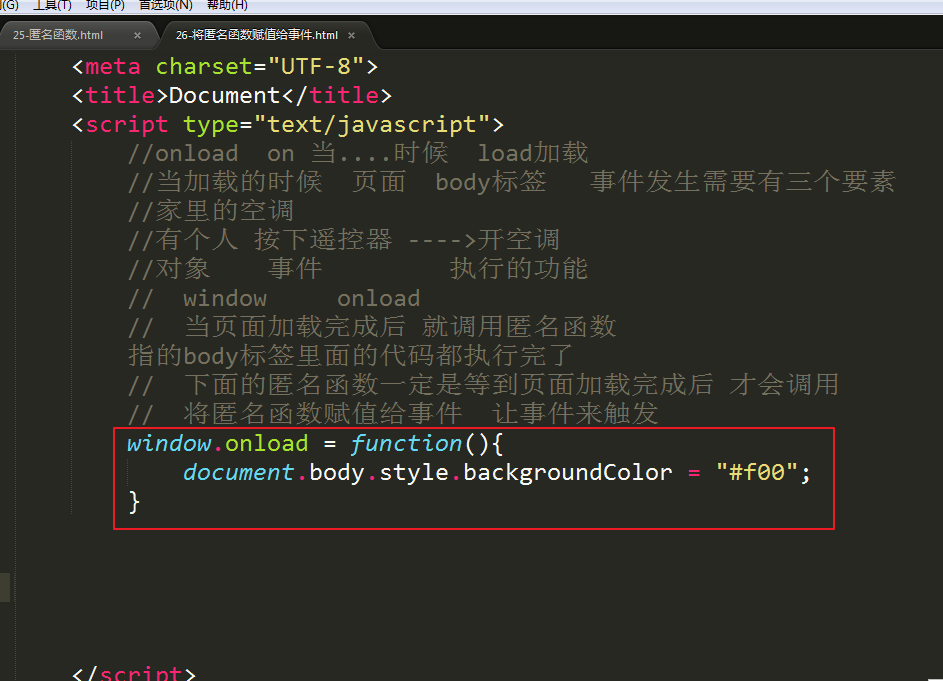 (G) 工具(T) 项目(P) 首选项(N) 帮助(H)
25-匿名函数.html × 26-将匿名函数赋值给事件.html ×
<meta charset="UTF-8">
<title>Document</title>
<script type="text/javascript">
//onload on 当....时候 load加载
//当加载的时候 页面 body标签 事件发生需要有三个要素
//家里的空调
//有个人 按下遥控器 ---->开空调
//对象 事件 执行的功能
// window onload
// 当页面加载完成后 就调用匿名函数
指的body标签里面的代码都执行完了
// 下面的匿名函数一定是等到页面加载完成后 才会调用
// 将匿名函数赋值给事件 让事件来触发
window.onload = function(){
document.body.style.backgroundColor = "#f00";
}
</script>